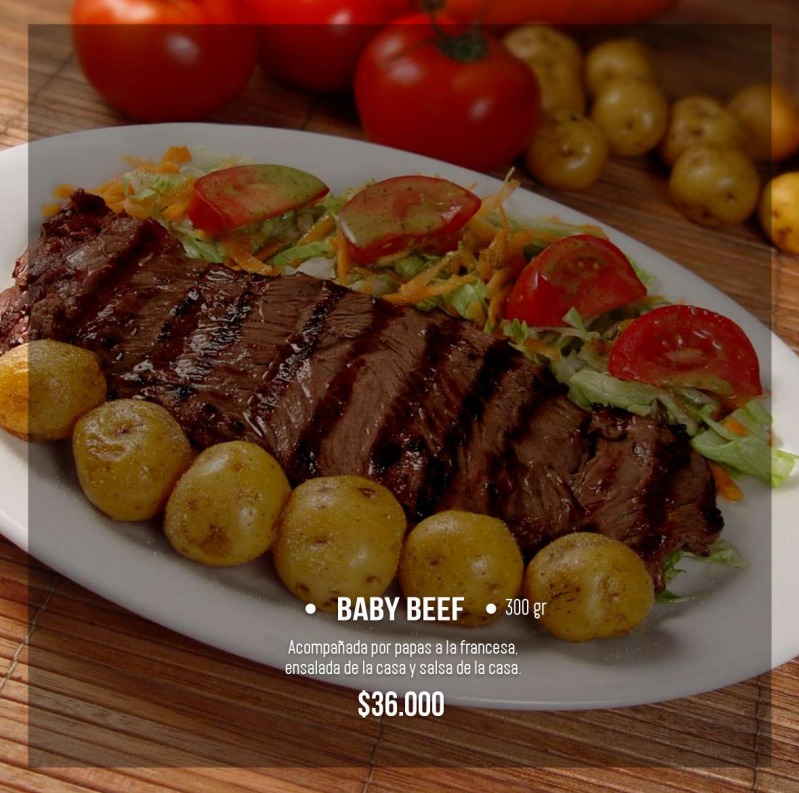 • BABY BEEF • 300 gr
Acompañada por papas a la francesa,
ensalada de la casa y salsa de la casa.
$36.000